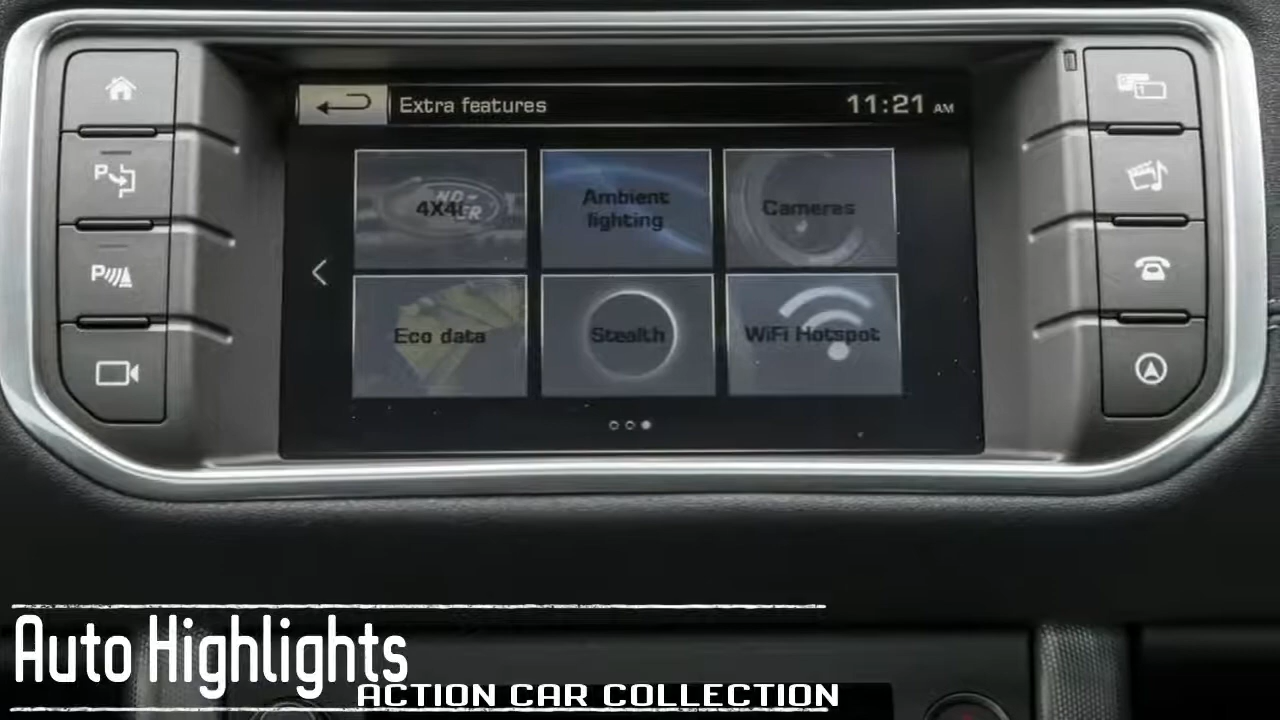 Extra features
11:21 AM
4X4i
Ambient
lighting
Cameras
Eco data
Stealth
WiFi Hotspot
P
P
1
Auto Highlights
ACTION CAR COLLECTION